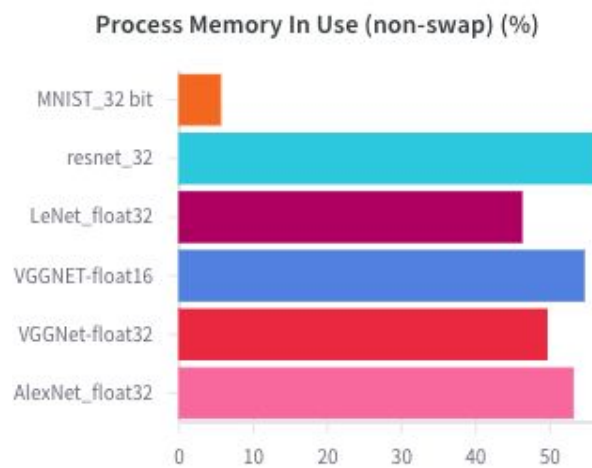 Process Memory In Use (non-swap) (%)
MNIST_32 bit
resnet_32
LeNet_float32
VGGNET-float16
VGGNet-float32
AlexNet_float32
0 10 20 30 40 50